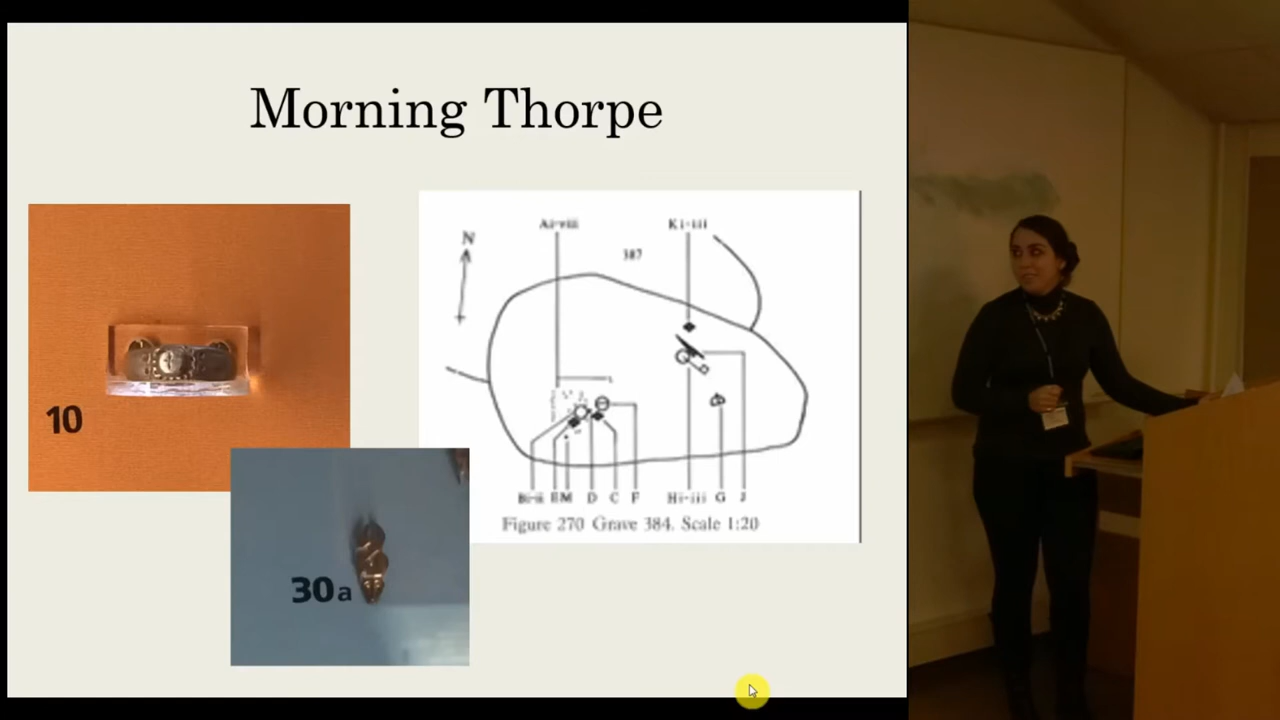 Morning Thorpe
10
30a
N
Ai-viii
Ki-iii
387
Bi-ii E M D C F Hi-iii G J
Figure 270 Grave 384. Scale 1:20